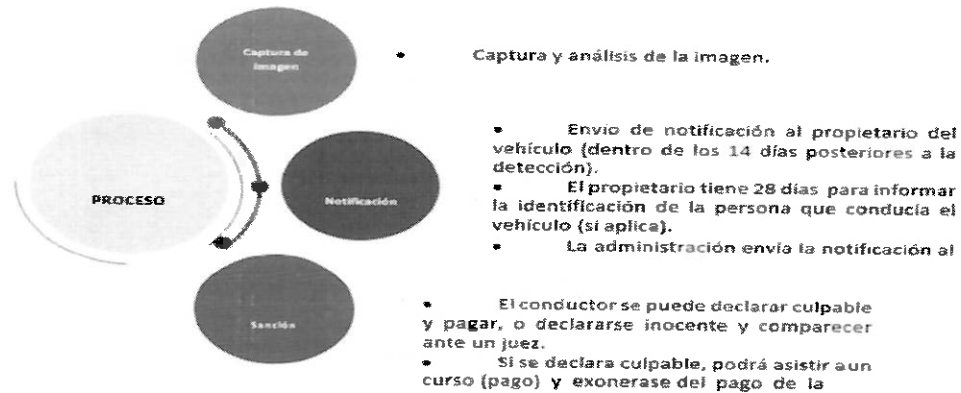 Captura de
imagen
• Captura y análisis de la imagen.
PROCESO
Notificación
• Envío de notificación al propietario del
vehículo (dentro de los 14 días posteriores a la
detección).
• El propietario tiene 28 días para informar
la identificación de la persona que conducía el
vehículo (si aplica).
• La administración envía la notificación al
Sanción
• El conductor se puede declarar culpable
y pagar, o declararse inocente y comparecer
ante un juez.
• Si se declara culpable, podrá asistir aun
curso (pago) y exonerase del pago de la